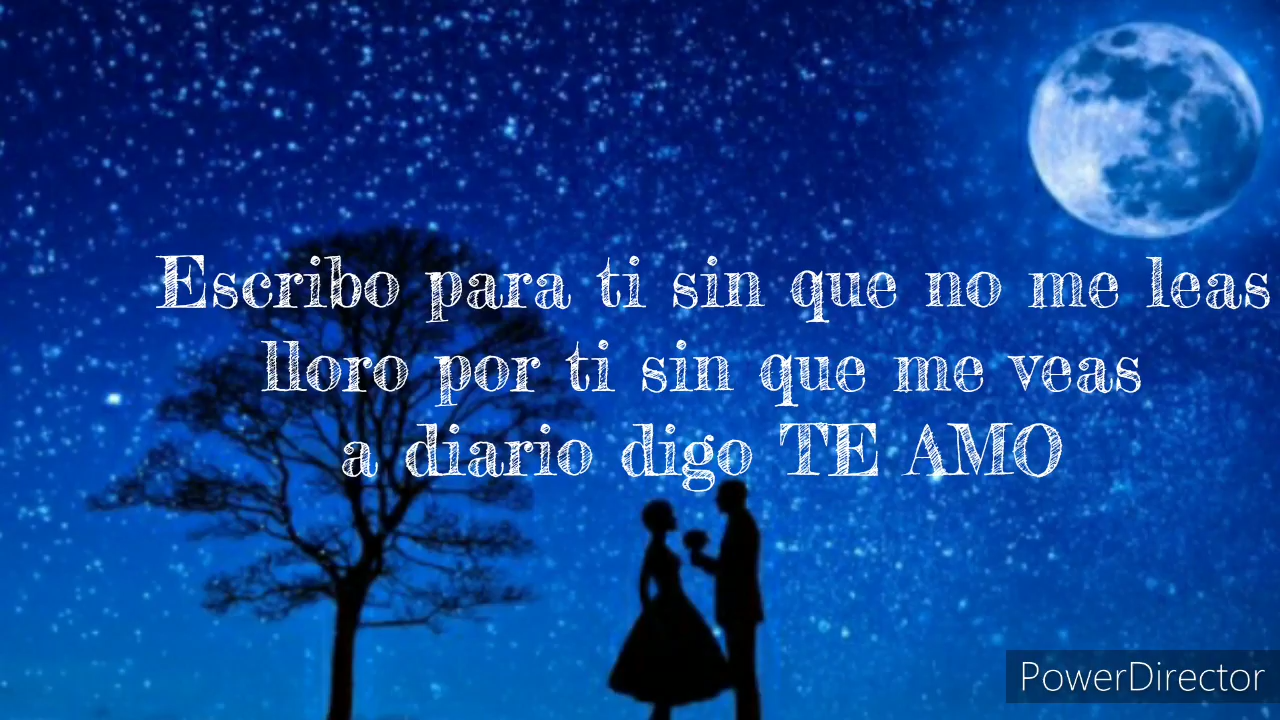 Escribo para ti sin que no me leas
lloro por ti sin que me veas
a diario digo TE AMO
PowerDirector